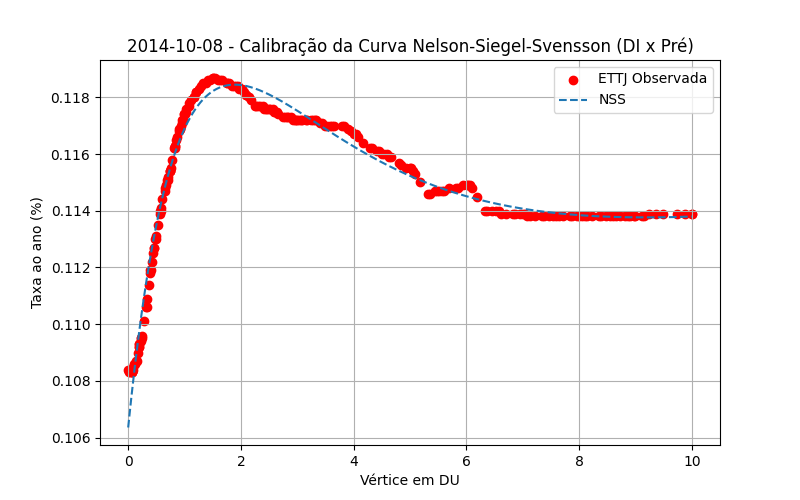 2014-10-08 - Calibração da Curva Nelson-Siegel-Svensson (DI x Pré)
ETTJ Observada
NSS
Taxa ao ano (%)
0.118
0.116
0.114
0.112
0.110
0.108
0.106
0 2 4 6 8 10
Vértice em DU